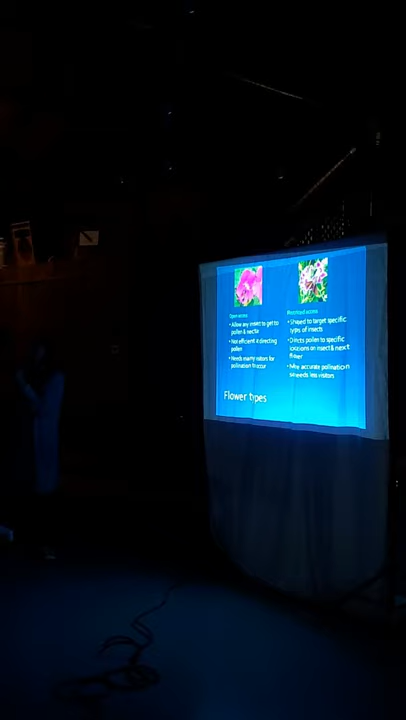 Open access
• Allow any insect to get to
pollen & nectar
• Not efficient at directing
pollen
• Needs many visitors for
pollination to occur
Restricted access
• Shaped to target specific
types of insects
• Directs pollen to specific
locations on insect & next
flower
• More accurate pollination
so needs less visitors
Flower types